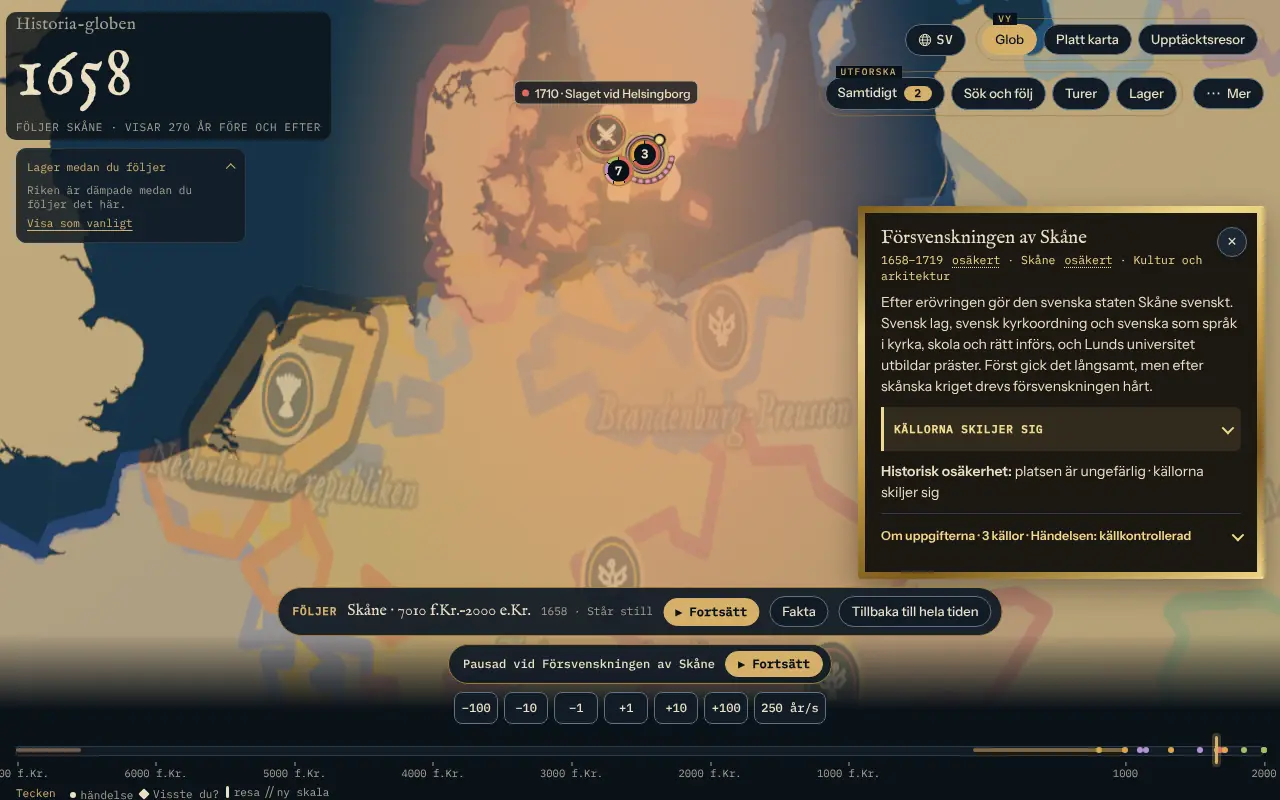 Historia-globen
1658
FÖLJER SKÅNE · VISAR 270 ÅR FÖRE OCH EFTER
Lager medan du följer
Riken är dämpade medan du
följer det här.
Visa som vanligt
SV
VY
Glob
Platt karta
Upptäcktsresor
UTFORSKA
Samtidigt 2
Sök och följ
Turer
Lager
··· Mer
1710 · Slaget vid Helsingborg
3
7
Försvenskningen av Skåne
×
1658–1719 osäkert · Skåne osäkert · Kultur och
arkitektur
Efter erövringen gör den svenska staten Skåne svenskt.
Svensk lag, svensk kyrkoordning och svenska som språk
i kyrka, skola och rätt införs, och Lunds universitet
utbildar präster. Först gick det långsamt, men efter
skånska kriget drevs försvenskningen hårt.
KÄLLORNA SKILJER SIG
Historisk osäkerhet: platsen är ungefärlig · källorna
skiljer sig
Om uppgifterna · 3 källor · Händelsen: källkontrollerad
Brandenburg-Preussen
Nederländska republiken
FÖLJER Skåne · 7010 f.Kr.–2000 e.Kr. 1658 · Står still ▶ Fortsätt Fakta Tillbaka till hela tiden
Pausad vid Försvenskningen av Skåne ▶ Fortsätt
−100 −10 −1 +1 +10 +100 250 år/s
00 f.Kr. 6000 f.Kr. 5000 f.Kr. 4000 f.Kr. 3000 f.Kr. 2000 f.Kr. 1000 f.Kr. 1000 2000
Tecken händelse Visste du? resa // ny skala